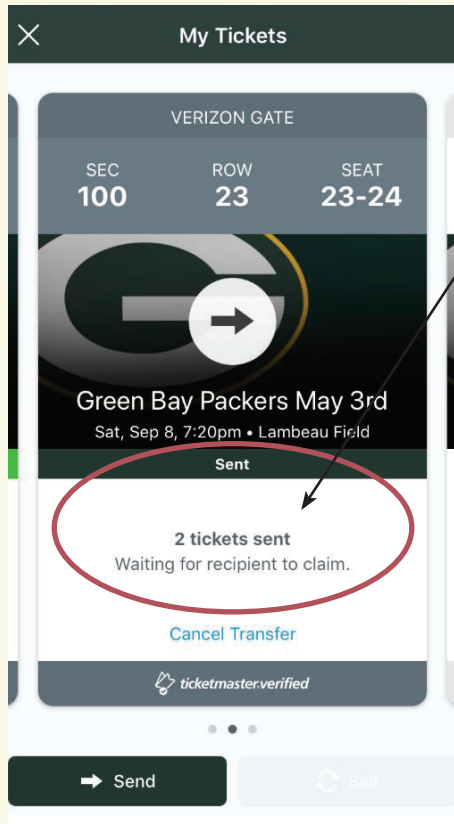 My Tickets
VERIZON GATE
SEC ROW SEAT
100 23 23-24
G
Green Bay Packers May 3rd
Sat, Sep 8, 7:20pm • Lambeau Field
Sent
2 tickets sent
Waiting for recipient to claim.
Cancel Transfer
ticketmaster.verified
Send Sell